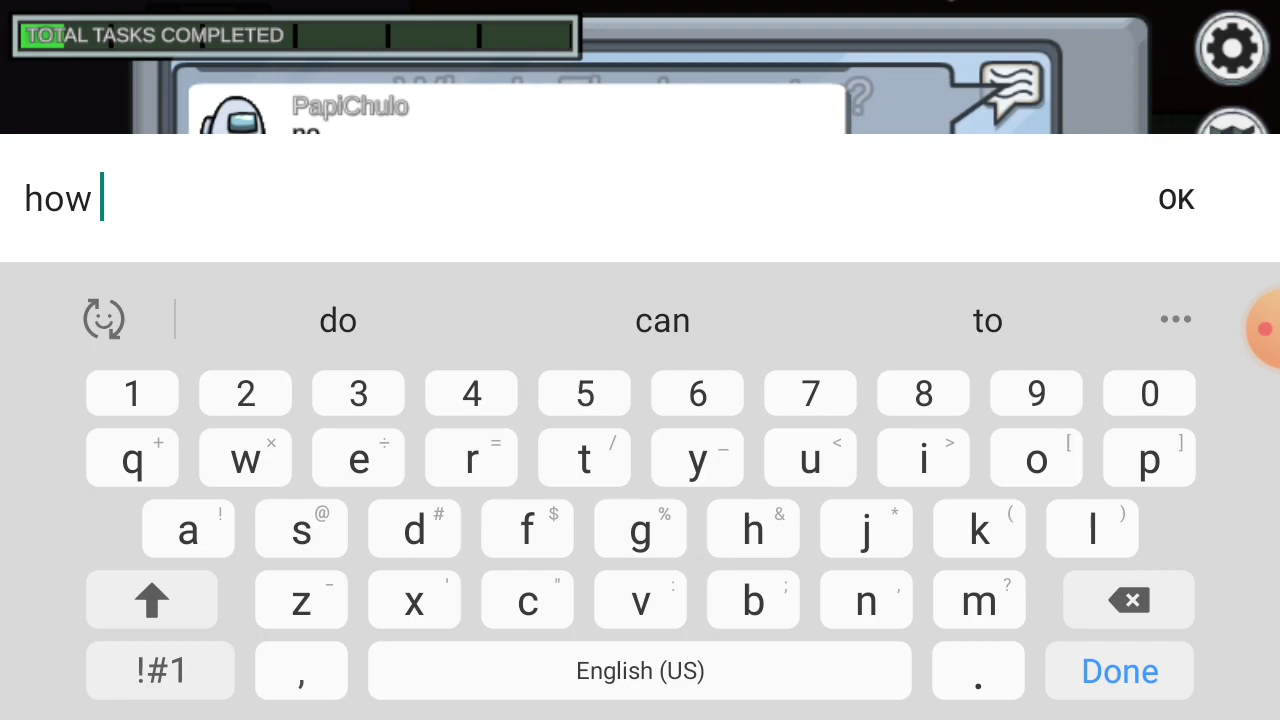 TOTAL TASKS COMPLETED
?
PapiChulo
no
how
OK
do can to
1 2 3 4 5 6 7 8 9 0
q + w × e ÷ r = t / y _ u < i > o [ p ]
a ! s @ d # f $ g % h & j * k ( l )
z - x ' c " v : b ; n , m ?
!#1 , English (US) . Done